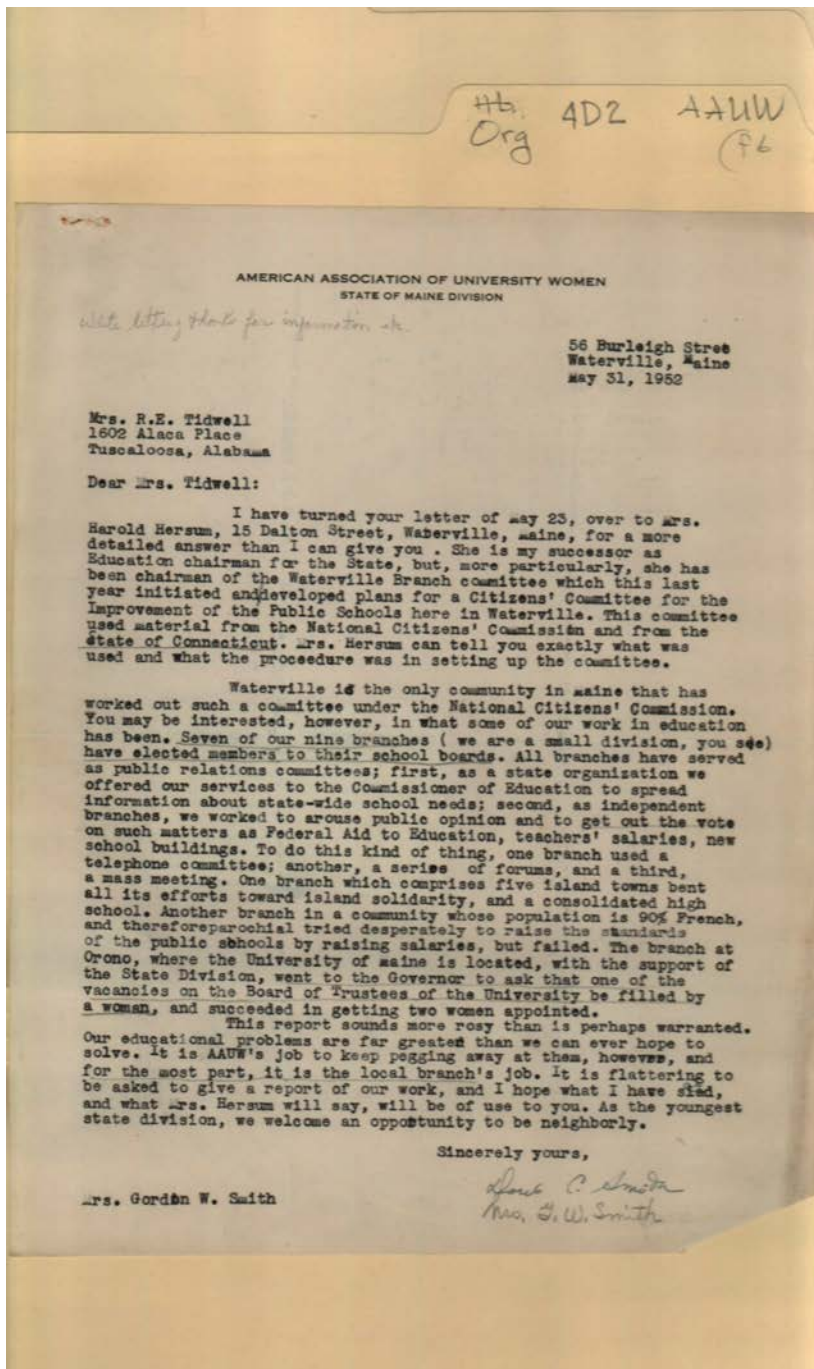 Hb. 4D2 AAUW
Org (f6
AMERICAN ASSOCIATION OF UNIVERSITY WOMEN
STATE OF MAINE DIVISION
Write letter thanks for information etc.
56 Burleigh Stree
Waterville, Maine
May 31, 1952
Mrs. R.E. Tidwell
1602 Alaca Place
Tuscaloosa, Alabama
Dear Mrs. Tidwell:
I have turned your letter of May 23, over to Mrs.
Harold Hersum, 15 Dalton Street, Waterville, Maine, for a more
detailed answer than I can give you . She is my successor as
Education chairman for the State, but, more particularly, she has
been chairman of the Waterville Branch committee which this last
year initiated and developed plans for a Citizens' Committee for the
Improvement of the Public Schools here in Waterville. This committee
used material from the National Citizens' Commission and from the
State of Connecticut. Mrs. Hersum can tell you exactly what was
used and what the proceedure was in setting up the committee.
Waterville is the only community in Maine that has
worked out such a committee under the National Citizens' Commission.
You may be interested, however, in what some of our work in education
has been. Seven of our nine branches ( we are a small division, you see)
have elected members to their school boards. All branches have served
as public relations committees; first, as a state organization we
offered our services to the Commissioner of Education to spread
information about state-wide school needs; second, as independent
branches, we worked to arouse public opinion and to get out the vote
on such matters as Federal Aid to Education, teachers' salaries, new
school buildings. To do this kind of thing, one branch used a
telephone committee; another, a series of forums, and a third,
a mass meeting. One branch which comprises five island towns bent
all its efforts toward island solidarity, and a consolidated high
school. Another branch in a community whose population is 90% French,
and thereforeparochial tried desperately to raise the standards
of the public schools by raising salaries, but failed. The branch at
Orono, where the University of Maine is located, with the support of
the State Division, went to the Governor to ask that one of the
vacancies on the Board of Trustees of the University be filled by
a woman, and succeeded in getting two women appointed.
This report sounds more rosy than is perhaps warranted.
Our educational problems are far greater than we can ever hope to
solve. It is AAUW's job to keep pegging away at them, however, and
for the most part, it is the local branch's job. It is flattering to
be asked to give a report of our work, and I hope what I have sied,
and what Mrs. Hersum will say, will be of use to you. As the youngest
state division, we welcome an opportunity to be neighborly.
Sincerely yours,
C. Smith
Mrs. Gordon W. Smith
Mrs. G. W. Smith